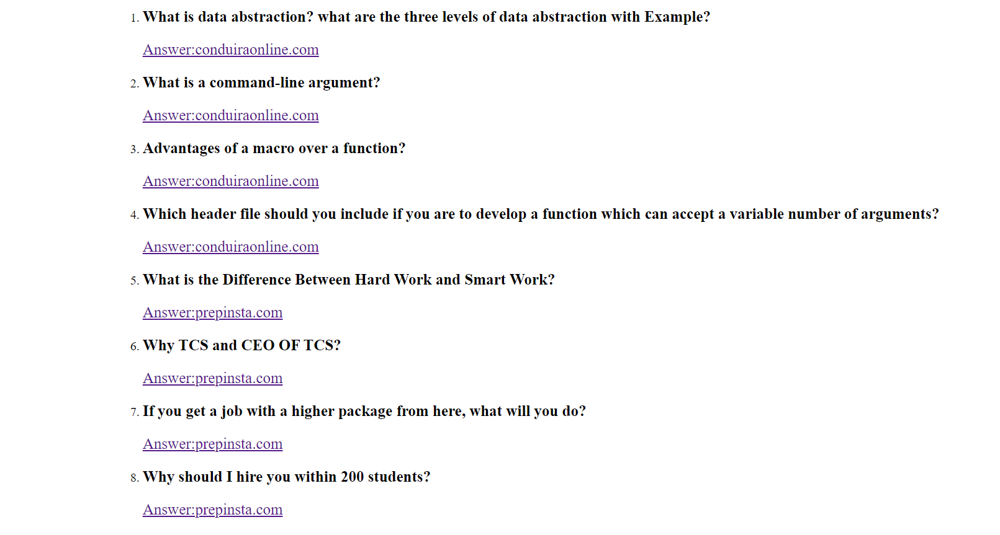 1. What is data abstraction? what are the three levels of data abstraction with Example?
Answer:conduiraonline.com
2. What is a command-line argument?
Answer:conduiraonline.com
3. Advantages of a macro over a function?
Answer:conduiraonline.com
4. Which header file should you include if you are to develop a function which can accept a variable number of arguments?
Answer:conduiraonline.com
5. What is the Difference Between Hard Work and Smart Work?
Answer:prepinsta.com
6. Why TCS and CEO OF TCS?
Answer:prepinsta.com
7. If you get a job with a higher package from here, what will you do?
Answer:prepinsta.com
8. Why should I hire you within 200 students?
Answer:prepinsta.com